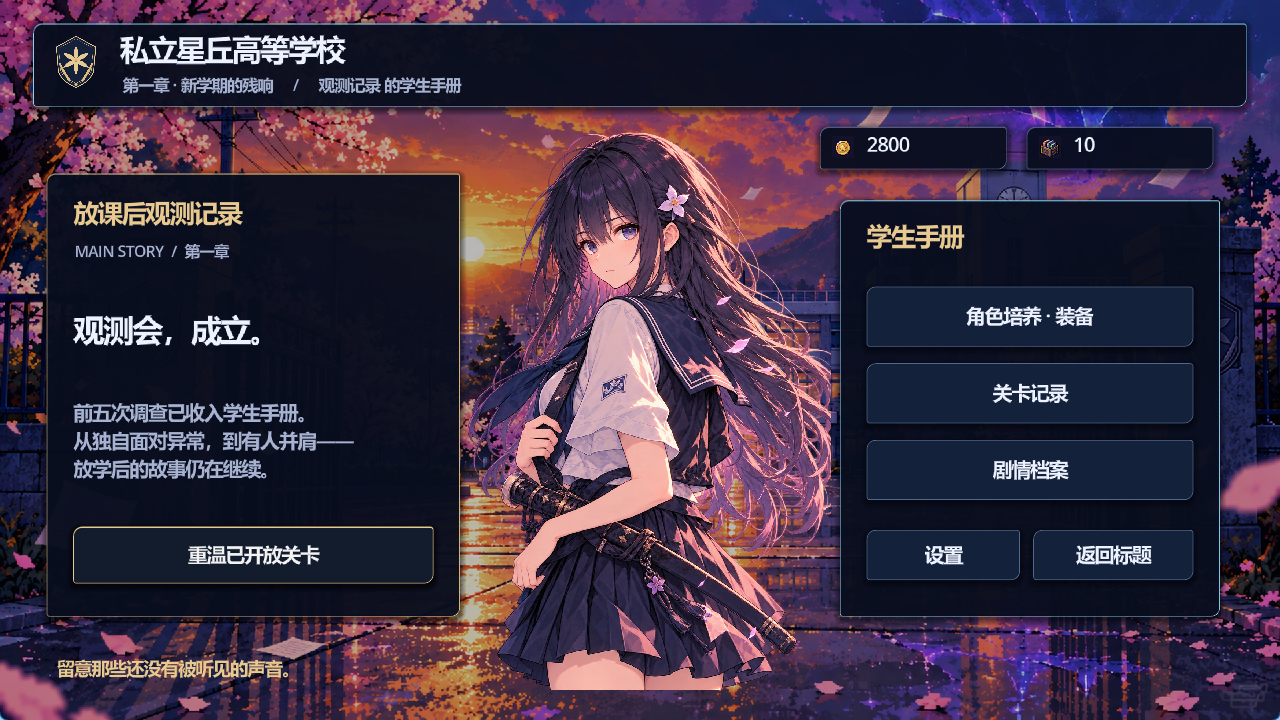 私立星丘高等学校
第一章 · 新学期的残响 / 观测记录 的学生手册
2800
10
放课后观测记录
MAIN STORY / 第一章
观测会，成立。
前五次调查已收入学生手册。
从独自面对异常，到有人并肩——
放学后的故事仍在继续。
重温已开放关卡
学生手册
角色培养 · 装备
关卡记录
剧情档案
设置
返回标题
留意那些还没有被听见的声音。